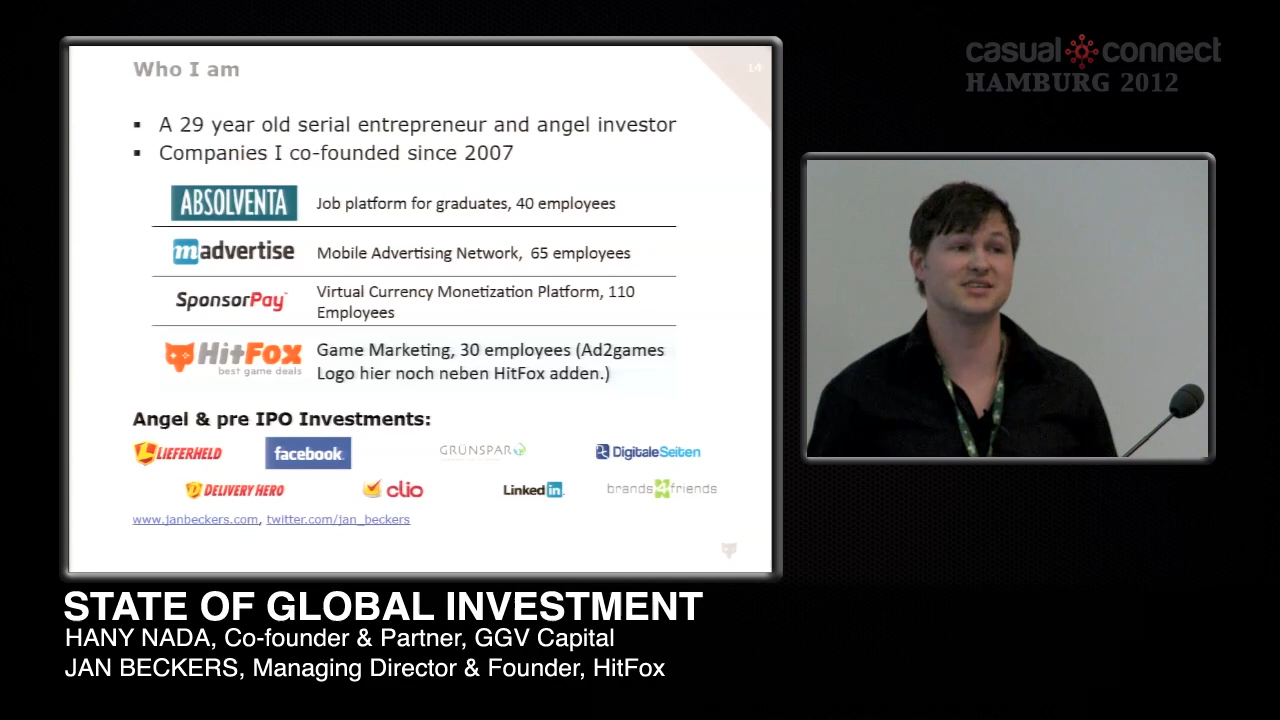 casual connect
HAMBURG 2012
Who I am
▪ A 29 year old serial entrepreneur and angel investor
▪ Companies I co-founded since 2007
ABSOLVENTA
Job platform for graduates, 40 employees
madvertise
Mobile Advertising Network, 65 employees
SponsorPay
Virtual Currency Monetization Platform, 110
Employees
HitFox
best game deals
Game Marketing, 30 employees (Ad2games
Logo hier noch neben HitFox adden.)
Angel & pre IPO Investments:
LIEFERHELD facebook GRÜNSPAR DigitaleSeiten
DELIVERY HERO clio Linked in brands4friends
www.janbeckers.com, twitter.com/jan_beckers
STATE OF GLOBAL INVESTMENT
HANY NADA, Co-founder & Partner, GGV Capital
JAN BECKERS, Managing Director & Founder, HitFox